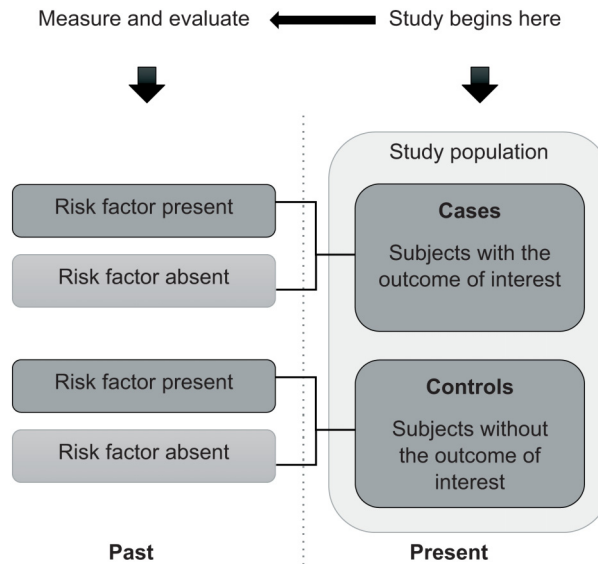 Measure and evaluate
Study begins here
Study population
Risk factor present
Risk factor absent
Cases
Subjects with the
outcome of interest
Risk factor present
Risk factor absent
Controls
Subjects without
the outcome of
interest
Past
Present